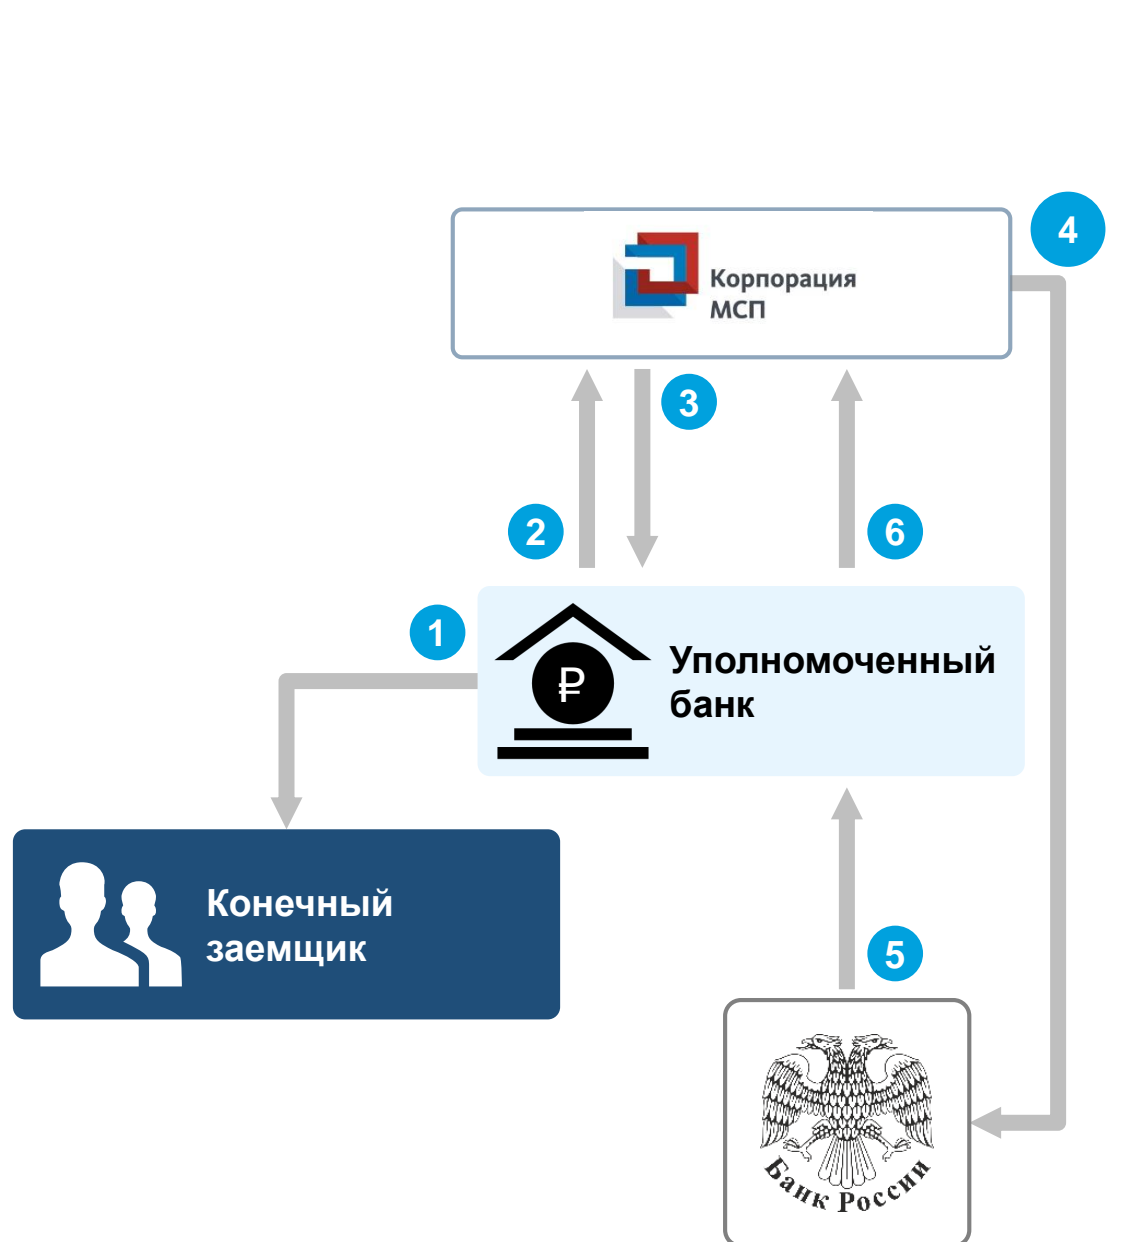 4
Корпорация
МСП
3
2
6
1
₽
Уполномоченный
банк
Конечный
заемщик
5
Банк России